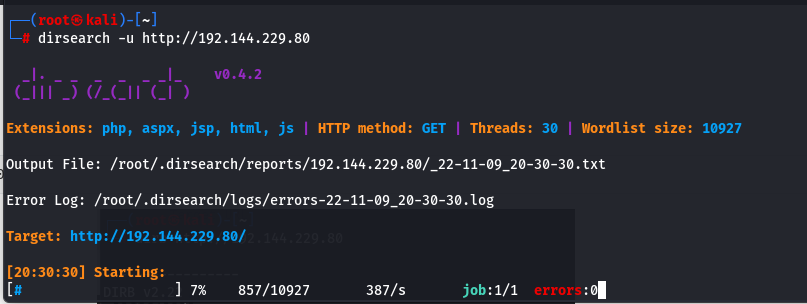 ┌──(root㉿kali)-[~]
└─# dirsearch -u http://192.144.229.80
_|. _ _ _ _ _ _|_ v0.4.2
(_||| _) (/_(_|| (_| )
Extensions: php, aspx, jsp, html, js | HTTP method: GET | Threads: 30 | Wordlist size: 10927
Output File: /root/.dirsearch/reports/192.144.229.80/_22-11-09_20-30-30.txt
Error Log: /root/.dirsearch/logs/errors-22-11-09_20-30-30.log
Target: http://192.144.229.80/
[20:30:30] Starting:
[# ] 7% 857/10927 387/s job:1/1 errors:0